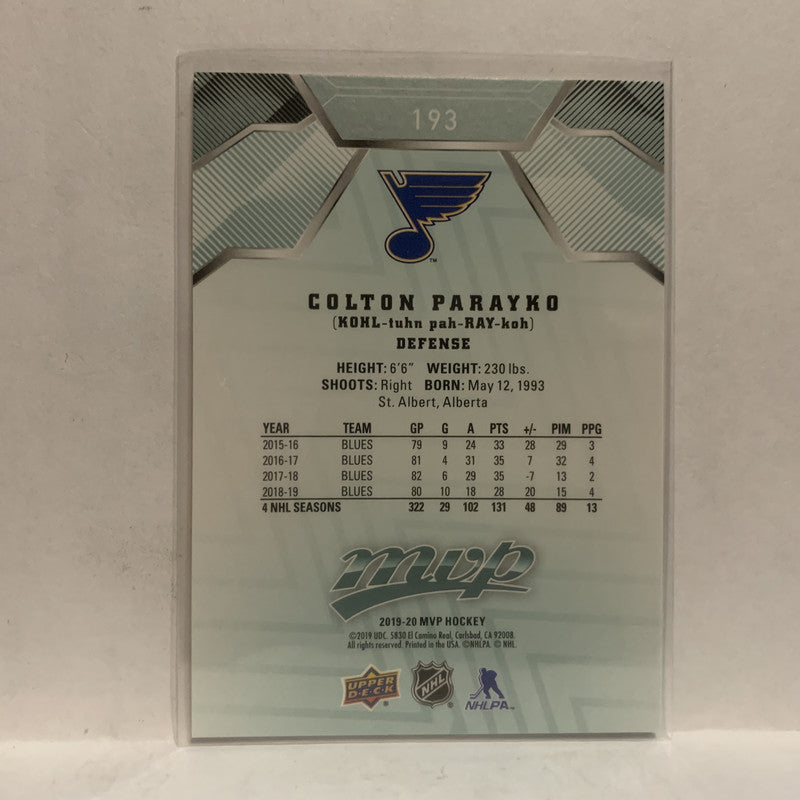 193
TM
COLTON PARAYKO
(KOHL-tuhn pah-RAY-koh)
DEFENSE
HEIGHT: 6'6" WEIGHT: 230 lbs.
SHOOTS: Right BORN: May 12, 1993
St. Albert, Alberta
YEAR TEAM GP G A PTS +/- PIM PPG
2015-16 BLUES 79 9 24 33 28 29 3
2016-17 BLUES 81 4 31 35 7 32 4
2017-18 BLUES 82 6 29 35 -7 13 2
2018-19 BLUES 80 10 18 28 20 15 4
4 NHL SEASONS 322 29 102 131 48 89 13
mvp
2019-20 MVP HOCKEY
©2019 UDC. 5830 El Camino Real, Carlsbad, CA 92008.
All rights reserved. Printed in the USA. ©NHLPA. © NHL.
UPPER DECK ® NHL ® NHLPA™